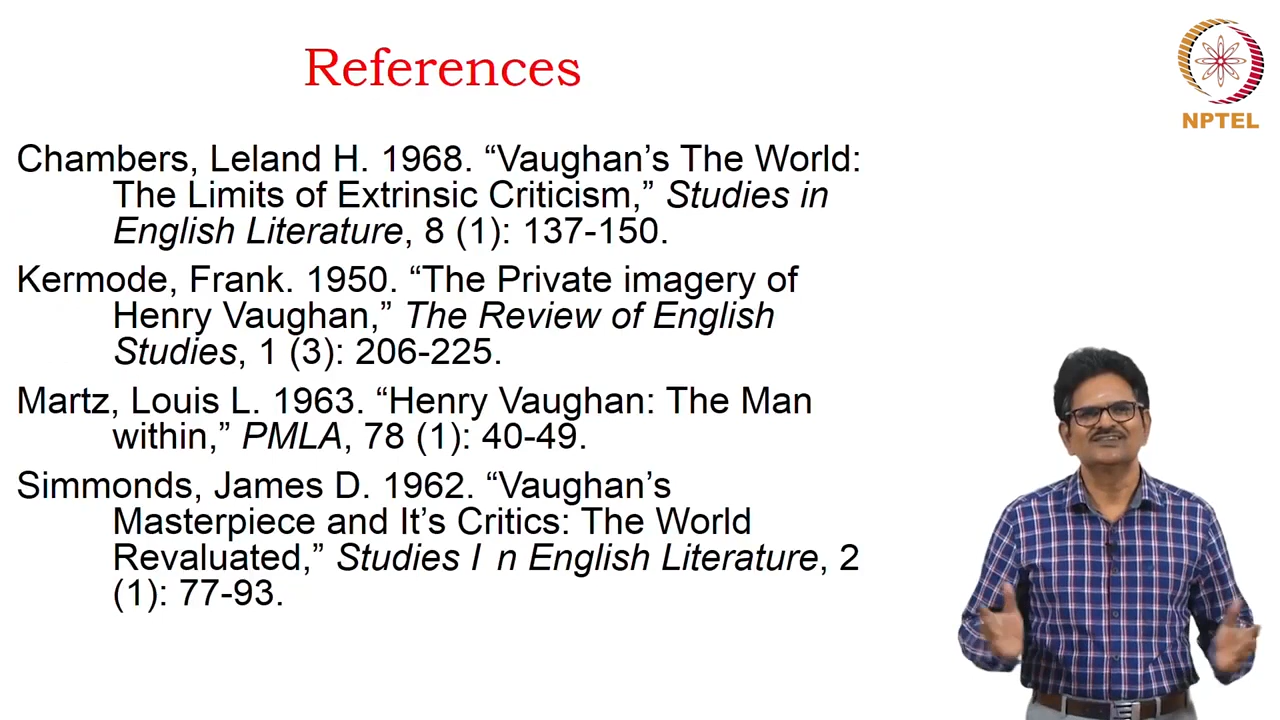 References
NPTEL
Chambers, Leland H. 1968. “Vaughan’s The World:
The Limits of Extrinsic Criticism,” Studies in
English Literature, 8 (1): 137-150.
Kermode, Frank. 1950. “The Private imagery of
Henry Vaughan,” The Review of English
Studies, 1 (3): 206-225.
Martz, Louis L. 1963. “Henry Vaughan: The Man
within,” PMLA, 78 (1): 40-49.
Simmonds, James D. 1962. “Vaughan’s
Masterpiece and It’s Critics: The World
Revaluated,” Studies I n English Literature, 2
(1): 77-93.